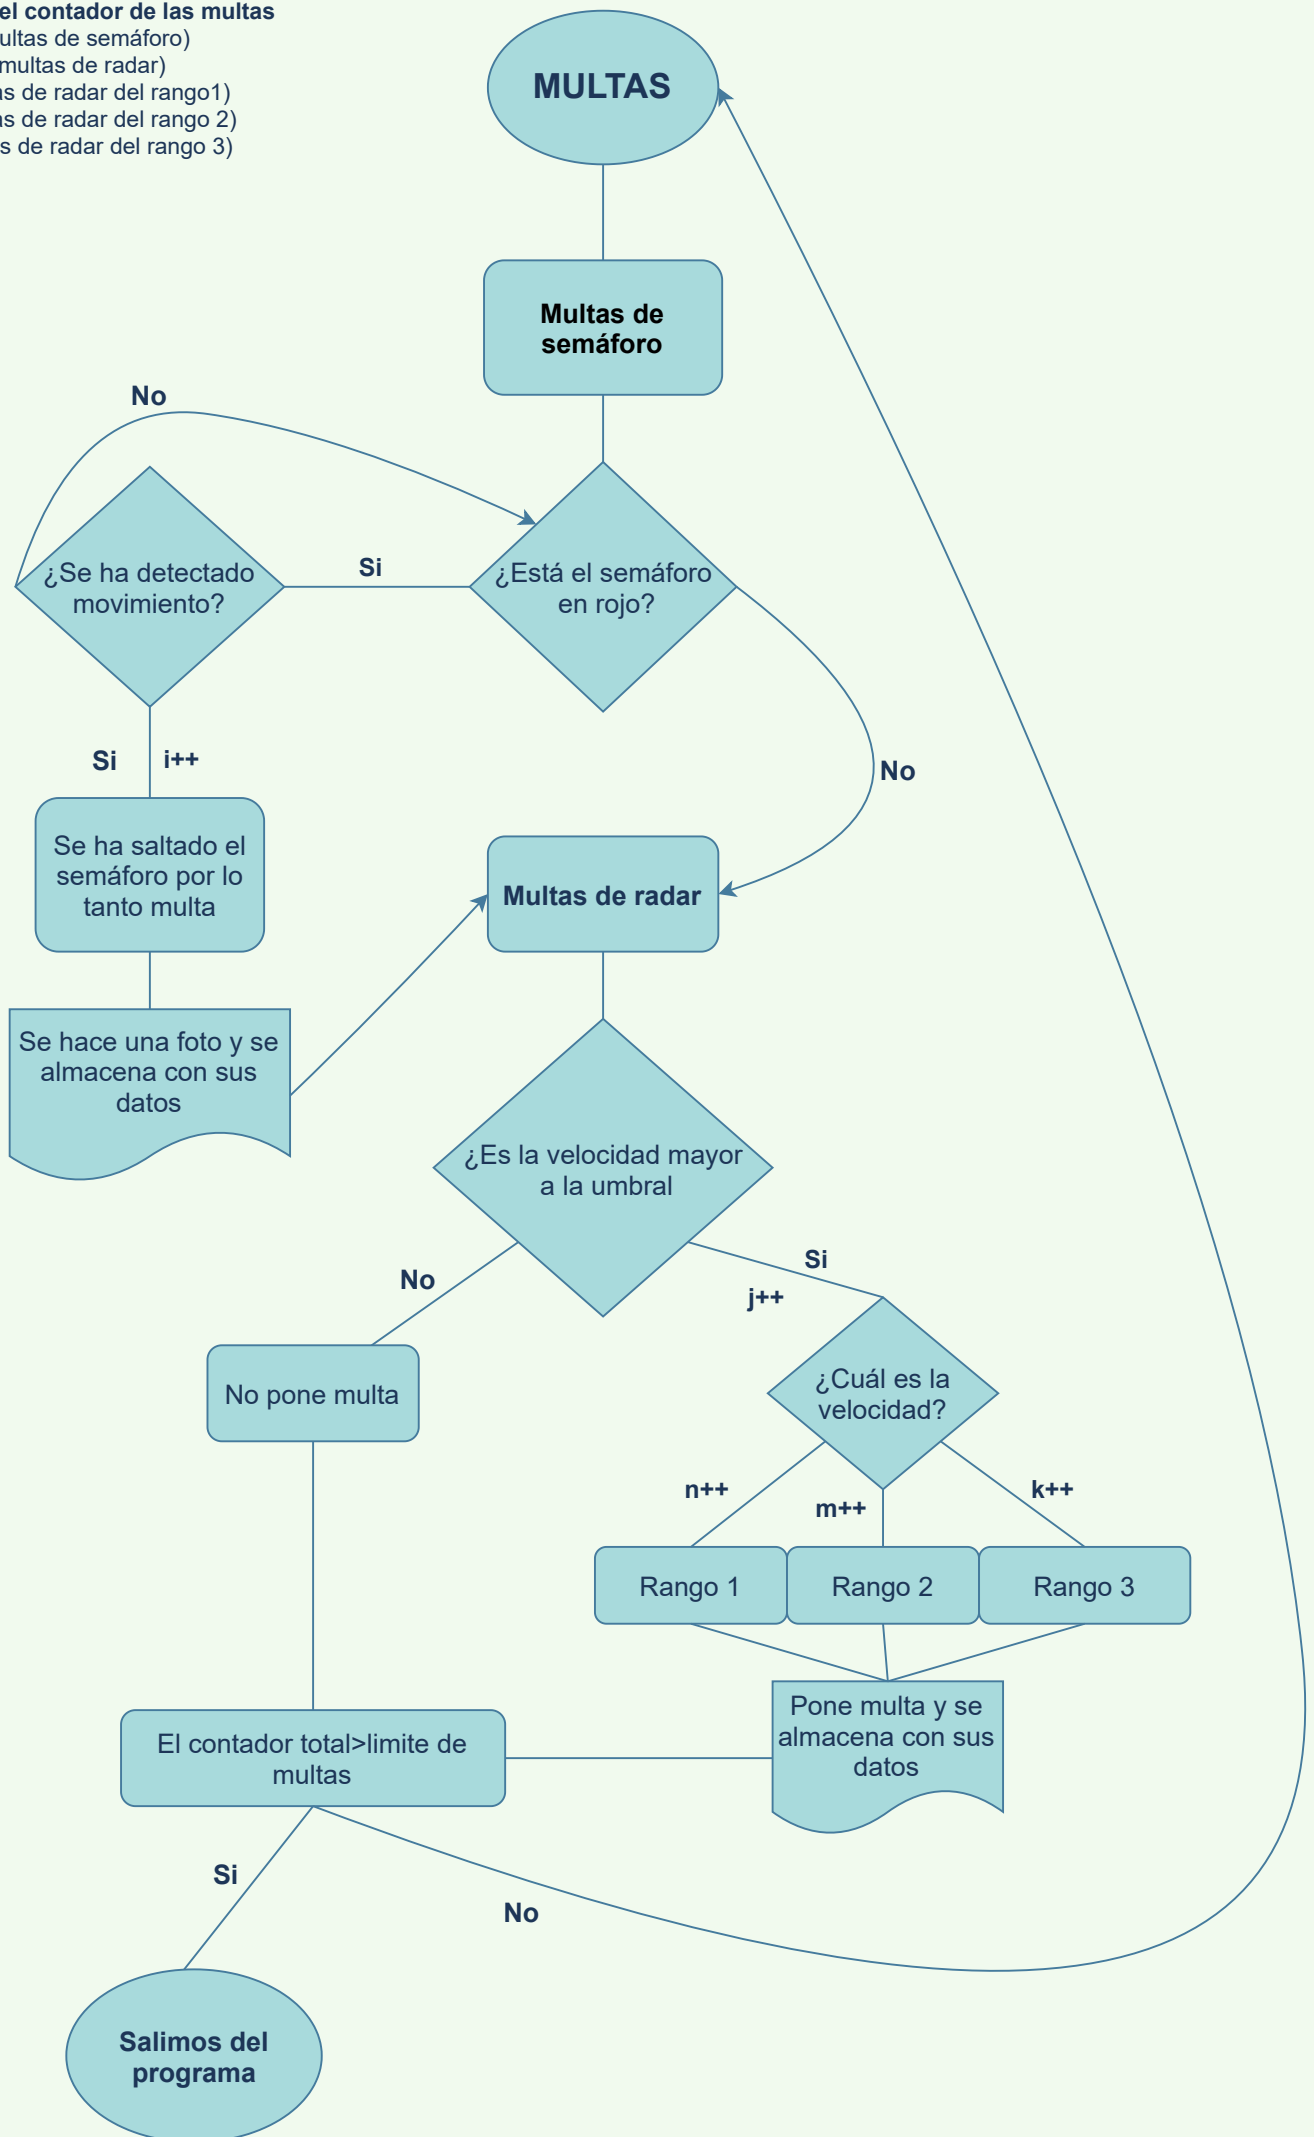 el contador de las multas
ultas de semáforo)
multas de radar)
as de radar del rango1)
as de radar del rango 2)
s de radar del rango 3)
MULTAS
Multas de
semáforo
No
¿Se ha detectado
movimiento?
Si
¿Está el semáforo
en rojo?
No
Si
i++
Se ha saltado el
semáforo por lo
tanto multa
Multas de radar
Se hace una foto y se
almacena con sus
datos
¿Es la velocidad mayor
a la umbral
No
Si
j++
No pone multa
¿Cuál es la
velocidad?
n++
m++
k++
Rango 1
Rango 2
Rango 3
Pone multa y se
almacena con sus
datos
El contador total>limite de
multas
Si
No
Salimos del
programa